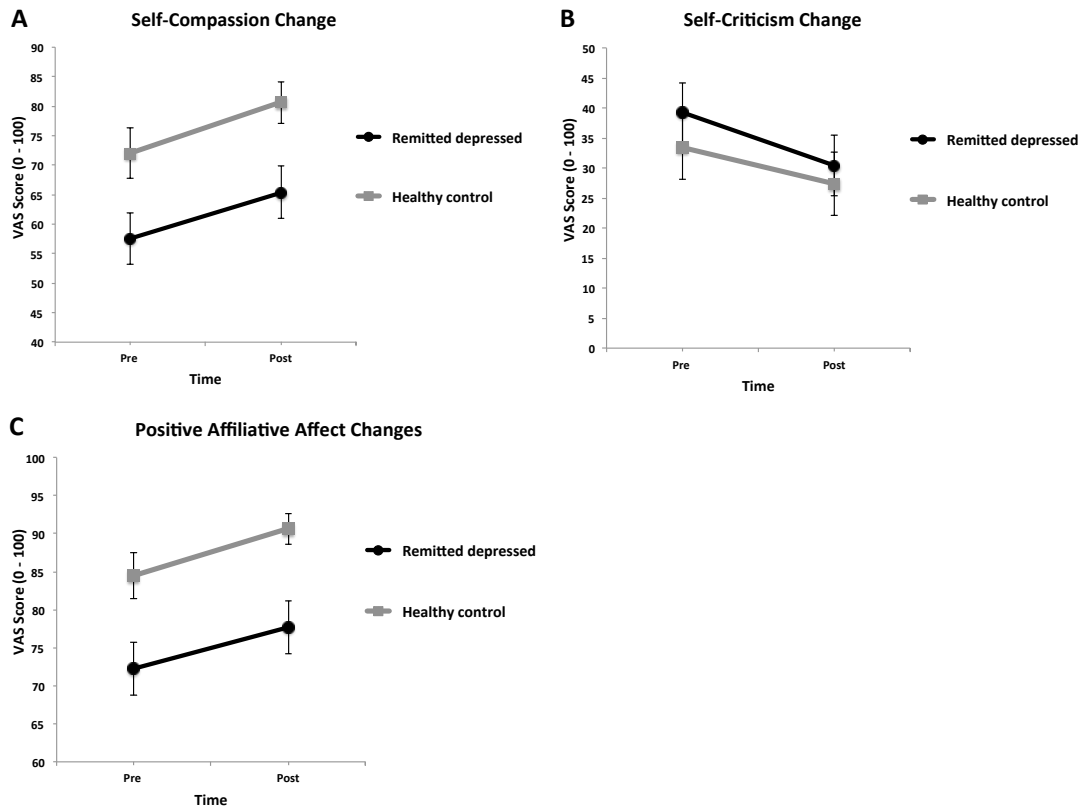 A
Self-Compassion Change
90
85
80
75
70
65
60
55
50
45
40
VAS Score (0 - 100)
Pre
Post
Time
Remitted depressed
Healthy control
B
Self-Criticism Change
50
45
40
35
30
25
20
15
10
5
0
VAS Score (0 - 100)
Pre
Post
Time
Remitted depressed
Healthy control
C
Positive Affiliative Affect Changes
100
95
90
85
80
75
70
65
60
VAS Score (0 - 100)
Pre
Post
Time
Remitted depressed
Healthy control